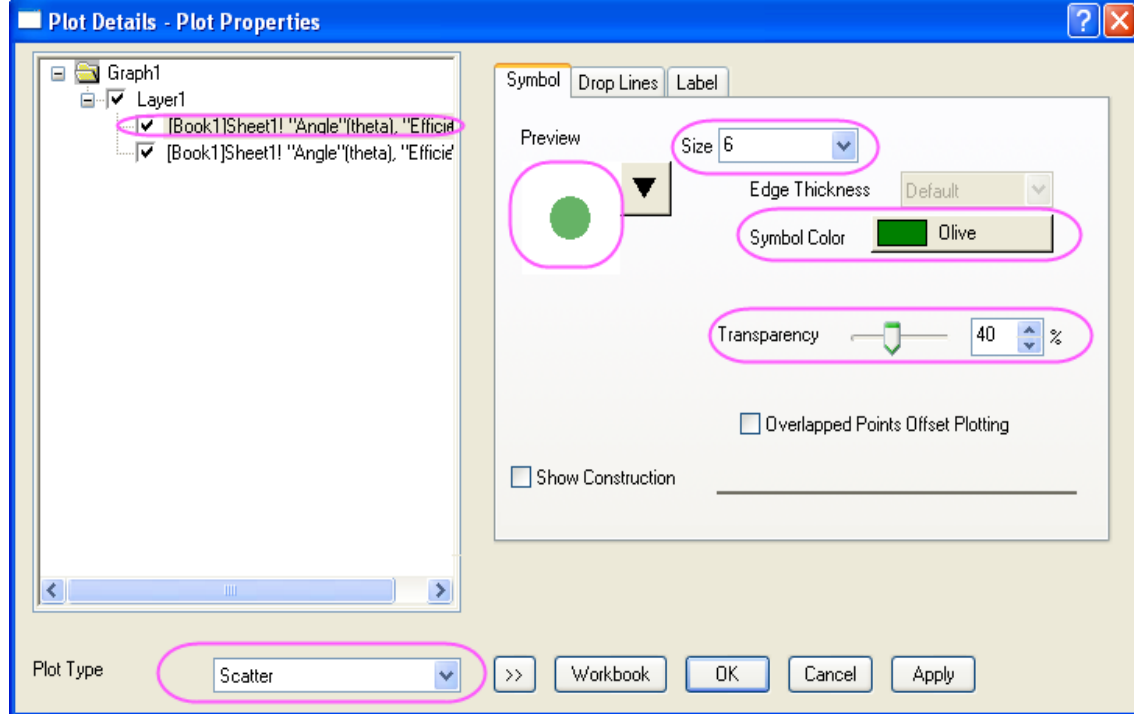 Plot Details - Plot Properties
Graph1
Layer1
[Book1]Sheet1! "Angle"(theta), "Efficie
[Book1]Sheet1! "Angle"(theta), "Efficie
Symbol Drop Lines Label
Preview
Size 6
Edge Thickness Default
Symbol Color Olive
Transparency 40 %
Overlapped Points Offset Plotting
Show Construction
Plot Type Scatter >> Workbook OK Cancel Apply